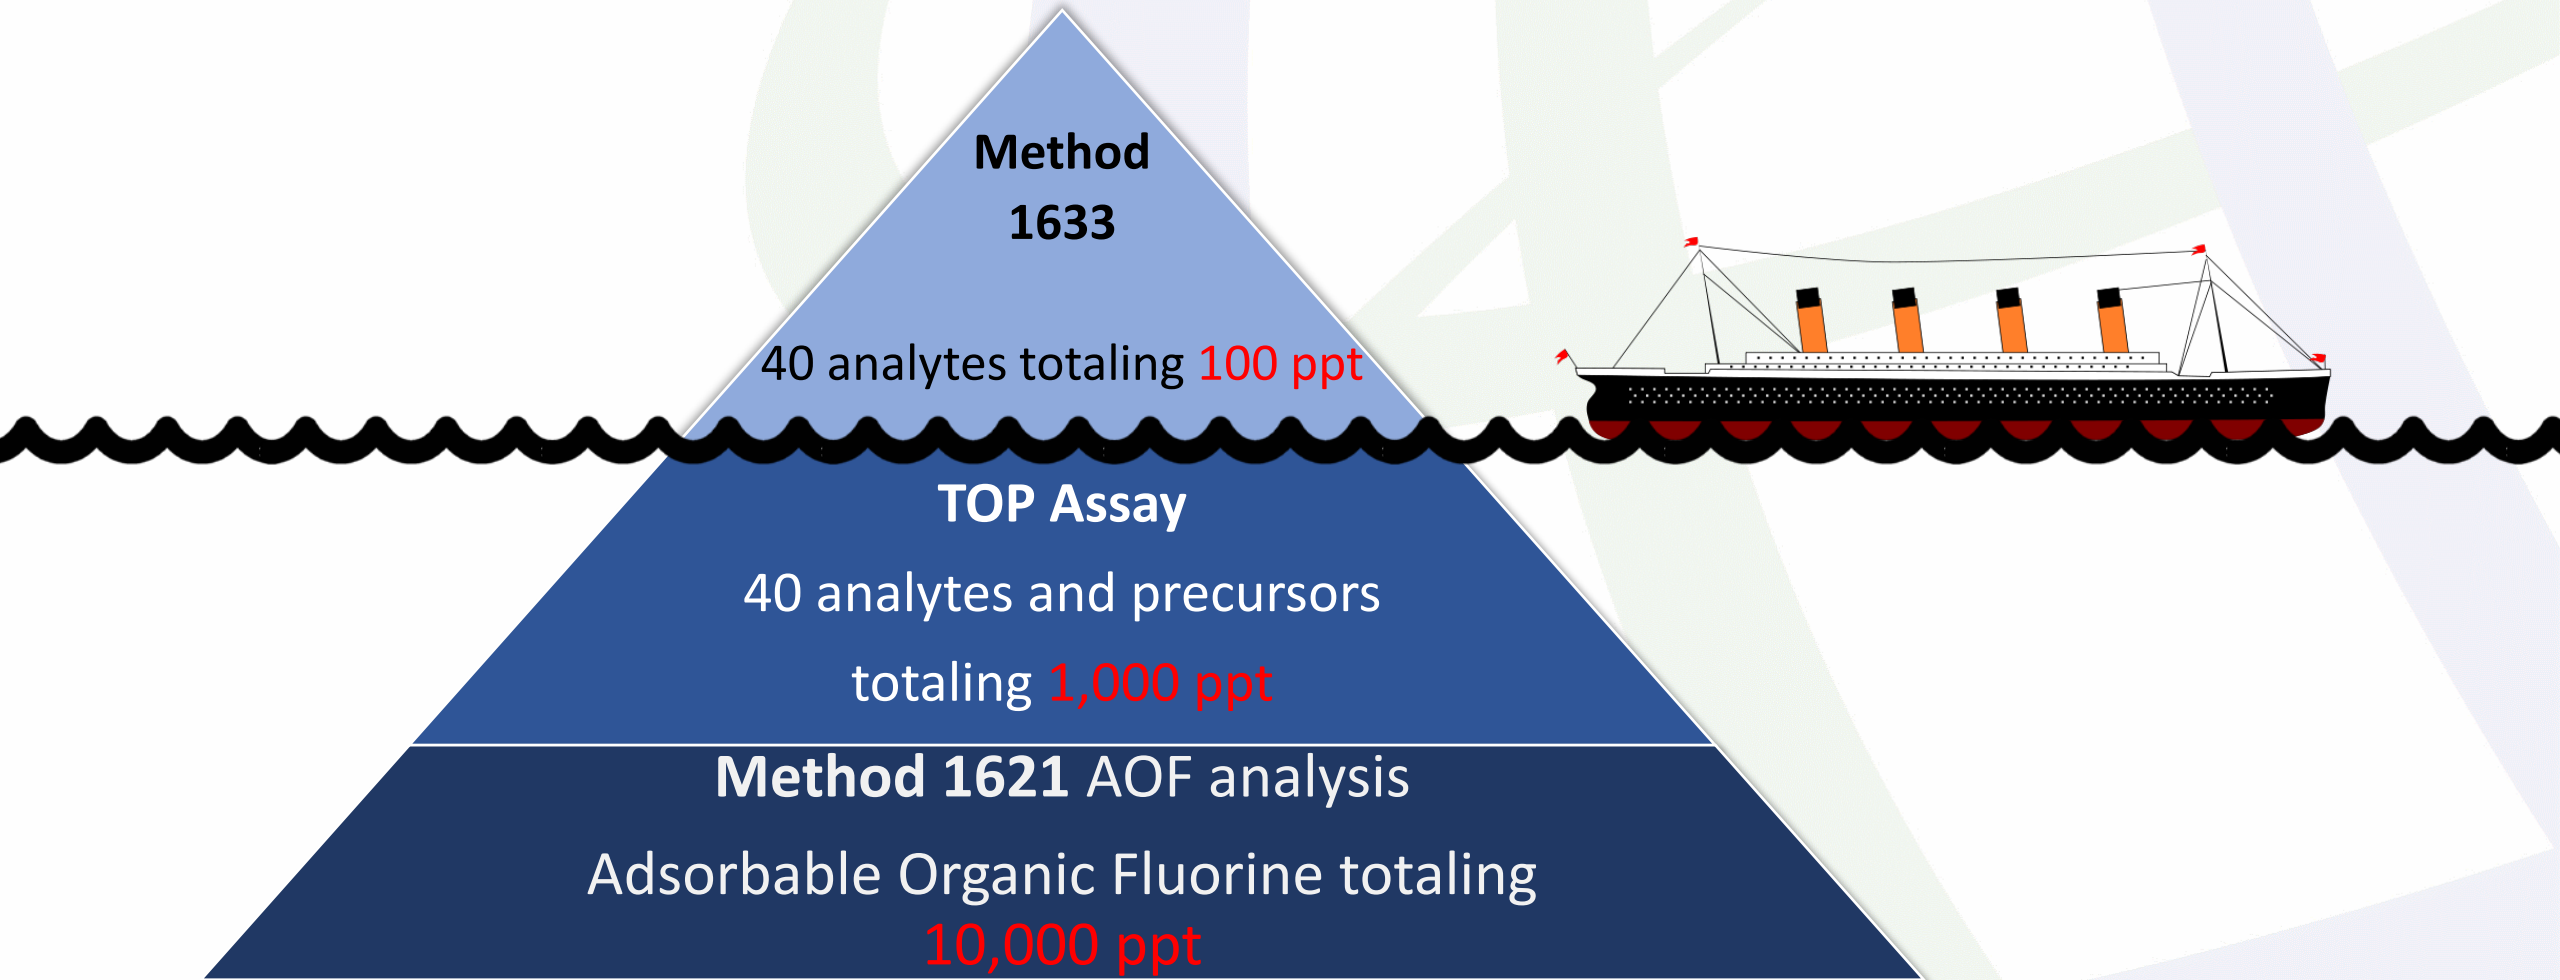 Method
1633
40 analytes totaling 100 ppt
TOP Assay
40 analytes and precursors
totaling 1,000 ppt
Method 1621 AOF analysis
Adsorbable Organic Fluorine totaling
10,000 ppt